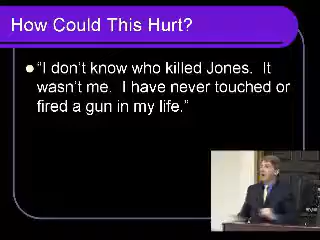 How Could This Hurt?
“I don’t know who killed Jones. It
wasn’t me. I have never touched or
fired a gun in my life.”